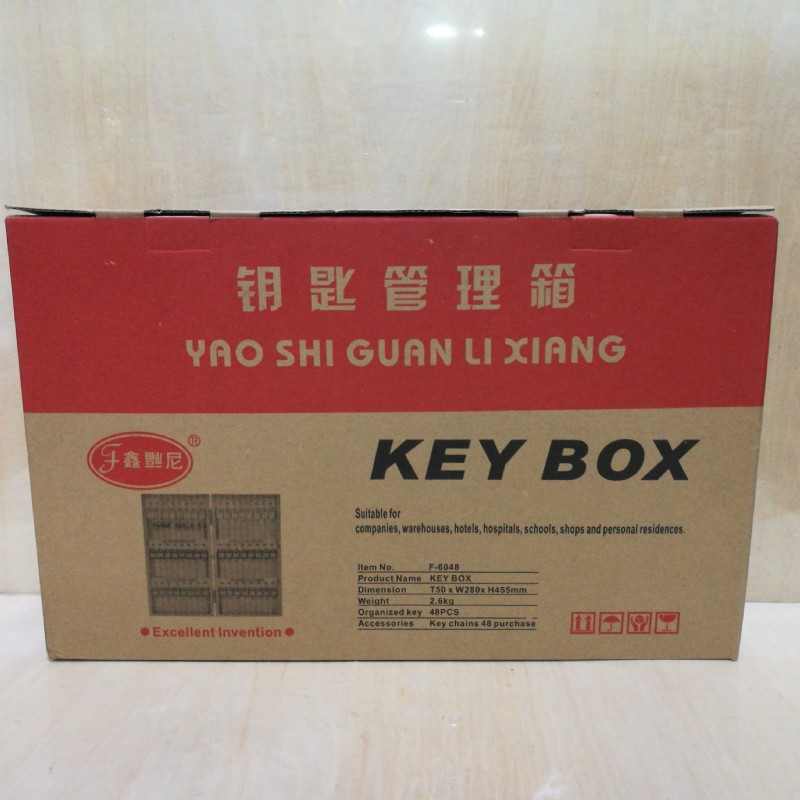 钥匙管理箱
YAO SHI GUAN LI XIANG
鑫 尼 ®
KEY BOX
Suitable for
companies, warehouses, hotels, hospitals, schools, shops and personal residences.
Item No. F-6048
Product Name KEY BOX
Dimension T50 x W280x H455mm
Weight 2.6kg
Organized key 48PCS
Accessories Key chains 48 purchase
Excellent Invention